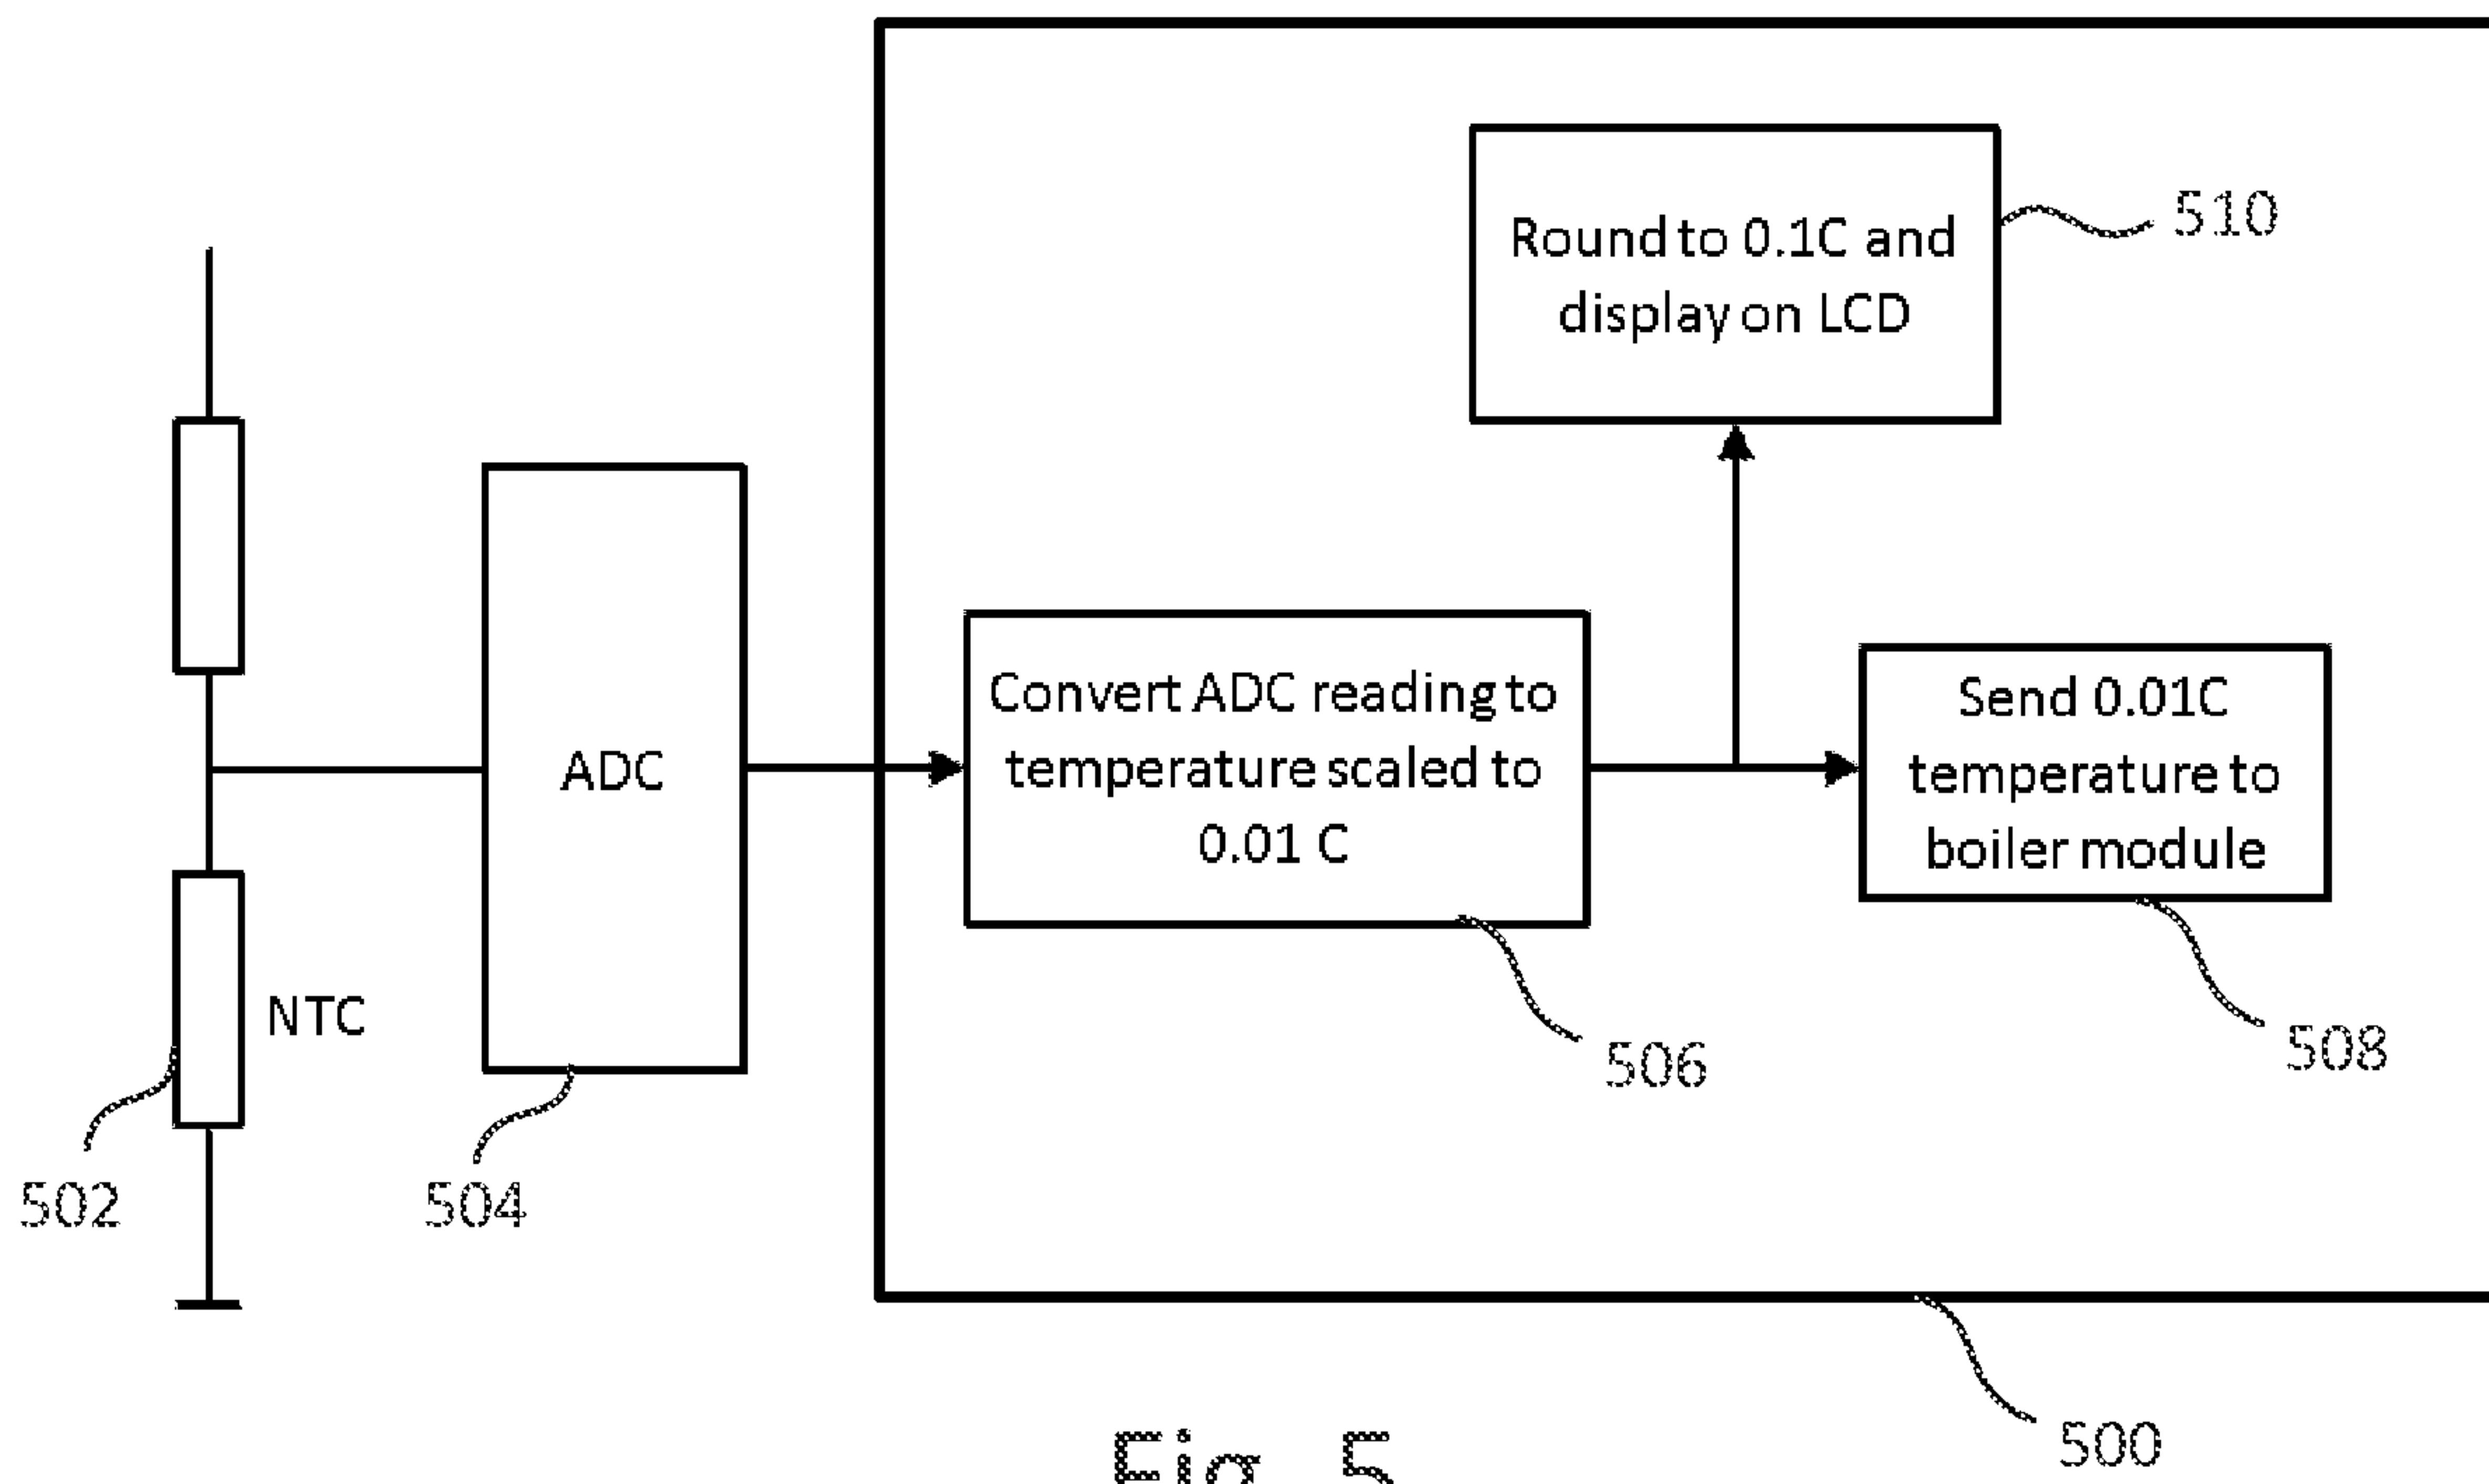 Round to 0.1C and
display on LCD
510
Convert ADC reading to
temperature scaled to
0.01 C
Send 0.01C
temperature to
boiler module
ADC
NTC
506
508
502
504
500
Fig. 5